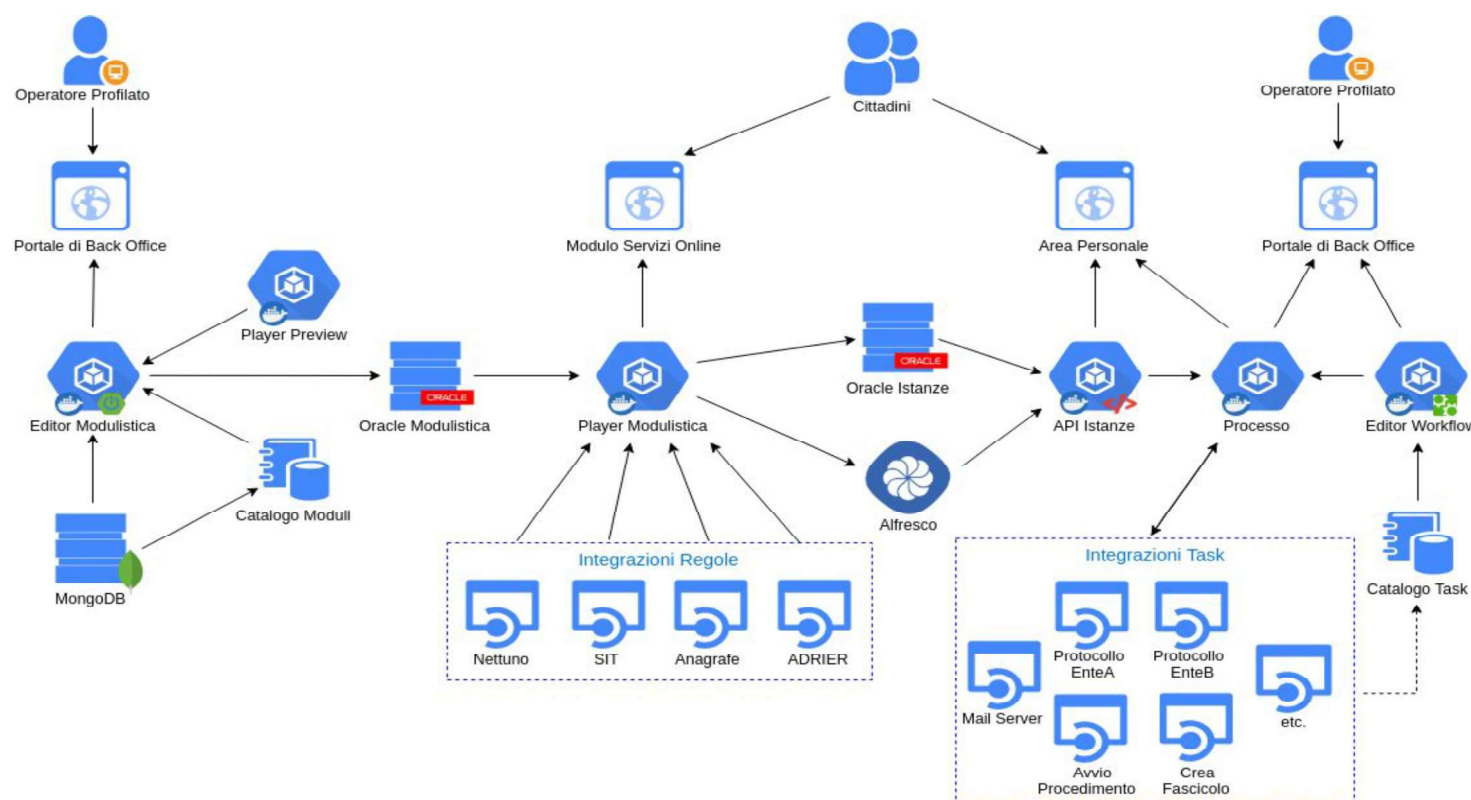 Operatore Profilato
Cittadini
Operatore Profilato
Portale di Back Office
Modulo Servizi Online
Area Personale
Portale di Back Office
Player Preview
ORACLE
Oracle Istanze
ORACLE
Editor Modulistica
Oracle Modulistica
Player Modulistica
</>
API Istanze
Processo
Editor Workflow
Catalogo Moduli
Alfresco
MongoDB
Integrazioni Regole
Nettuno
SIT
Anagrafe
ADRIER
Integrazioni Task
Catalogo Task
Protocollo
EnteA
Protocollo
EnteB
Mail Server
etc.
Avvio
Procedimento
Crea
Fascicolo